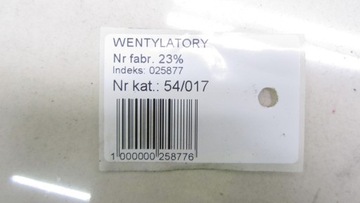 WENTYLATORY
Nr fabr. 23%
Indeks: 025877
Nr kat.: 54/017
1 000000 258776